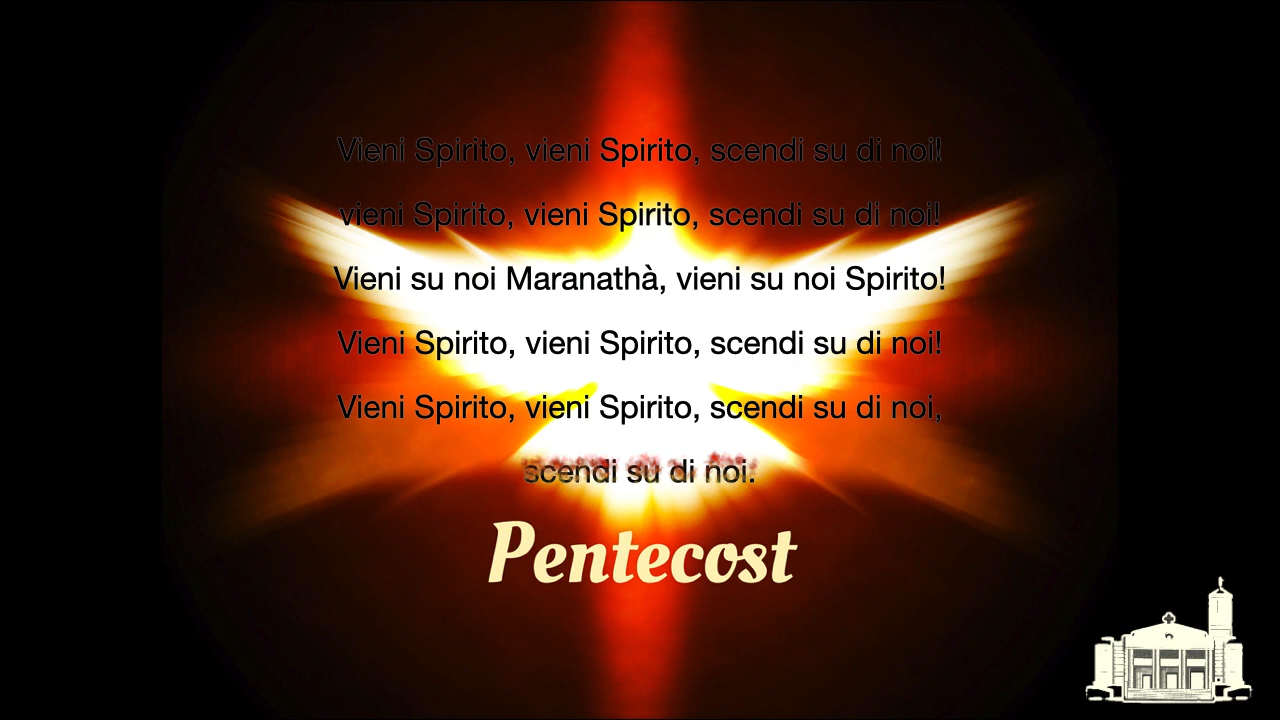 Vieni Spirito, vieni Spirito, scendi su di noi!
vieni Spirito, vieni Spirito, scendi su di noi!
Vieni su noi Maranathà, vieni su noi Spirito!
Vieni Spirito, vieni Spirito, scendi su di noi!
Vieni Spirito, vieni Spirito, scendi su di noi,
scendi su di noi.
Pentecost